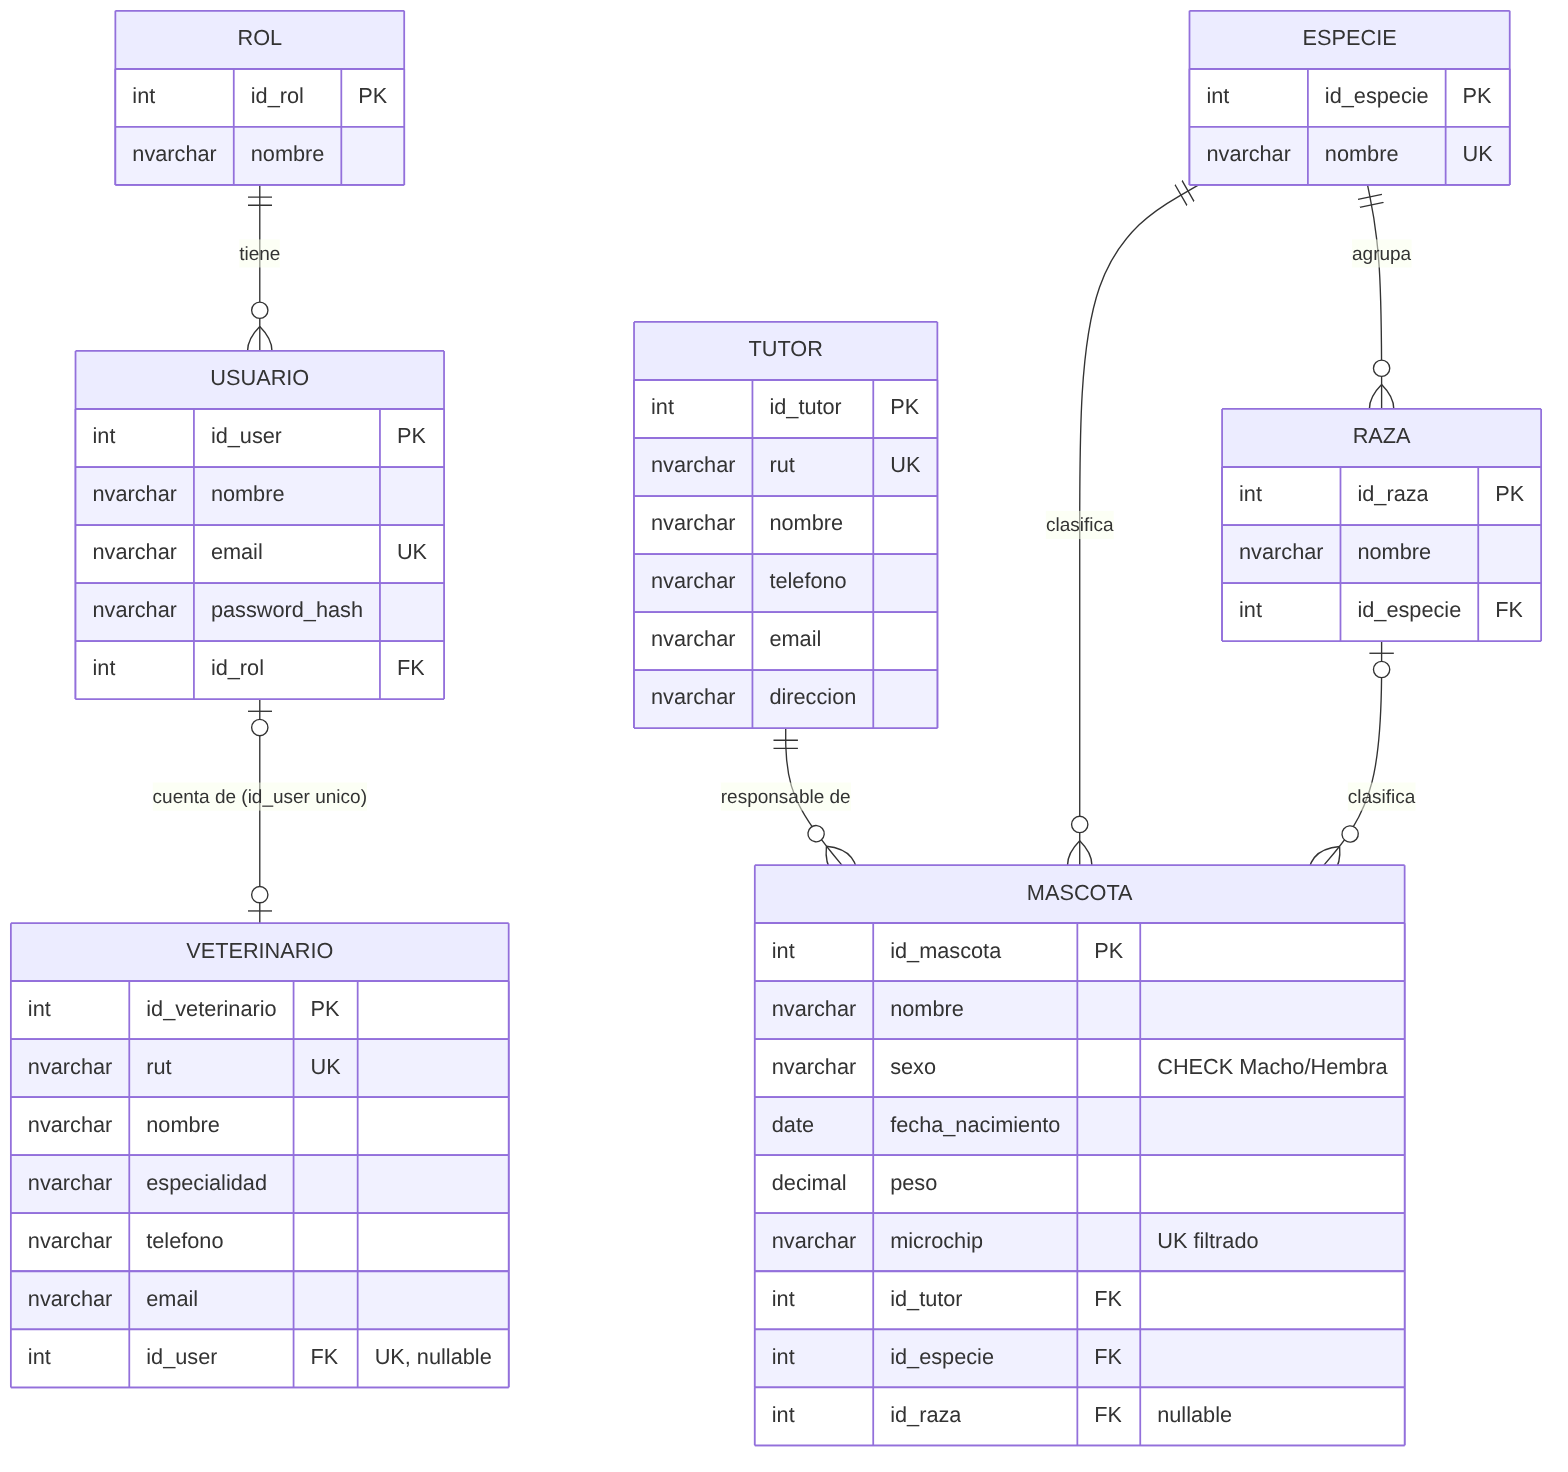 ROL
int id_rol PK
nvarchar nombre
tiene
USUARIO
int id_user PK
nvarchar nombre
nvarchar email UK
nvarchar password_hash
int id_rol FK
cuenta de (id_user unico)
VETERINARIO
int id_veterinario PK
nvarchar rut UK
nvarchar nombre
nvarchar especialidad
nvarchar telefono
nvarchar email
int id_user FK UK, nullable
TUTOR
int id_tutor PK
nvarchar rut UK
nvarchar nombre
nvarchar telefono
nvarchar email
nvarchar direccion
responsable de
ESPECIE
int id_especie PK
nvarchar nombre UK
clasifica
agrupa
RAZA
int id_raza PK
nvarchar nombre
int id_especie FK
clasifica
MASCOTA
int id_mascota PK
nvarchar nombre
nvarchar sexo CHECK Macho/Hembra
date fecha_nacimiento
decimal peso
nvarchar microchip UK filtrado
int id_tutor FK
int id_especie FK
int id_raza FK nullable